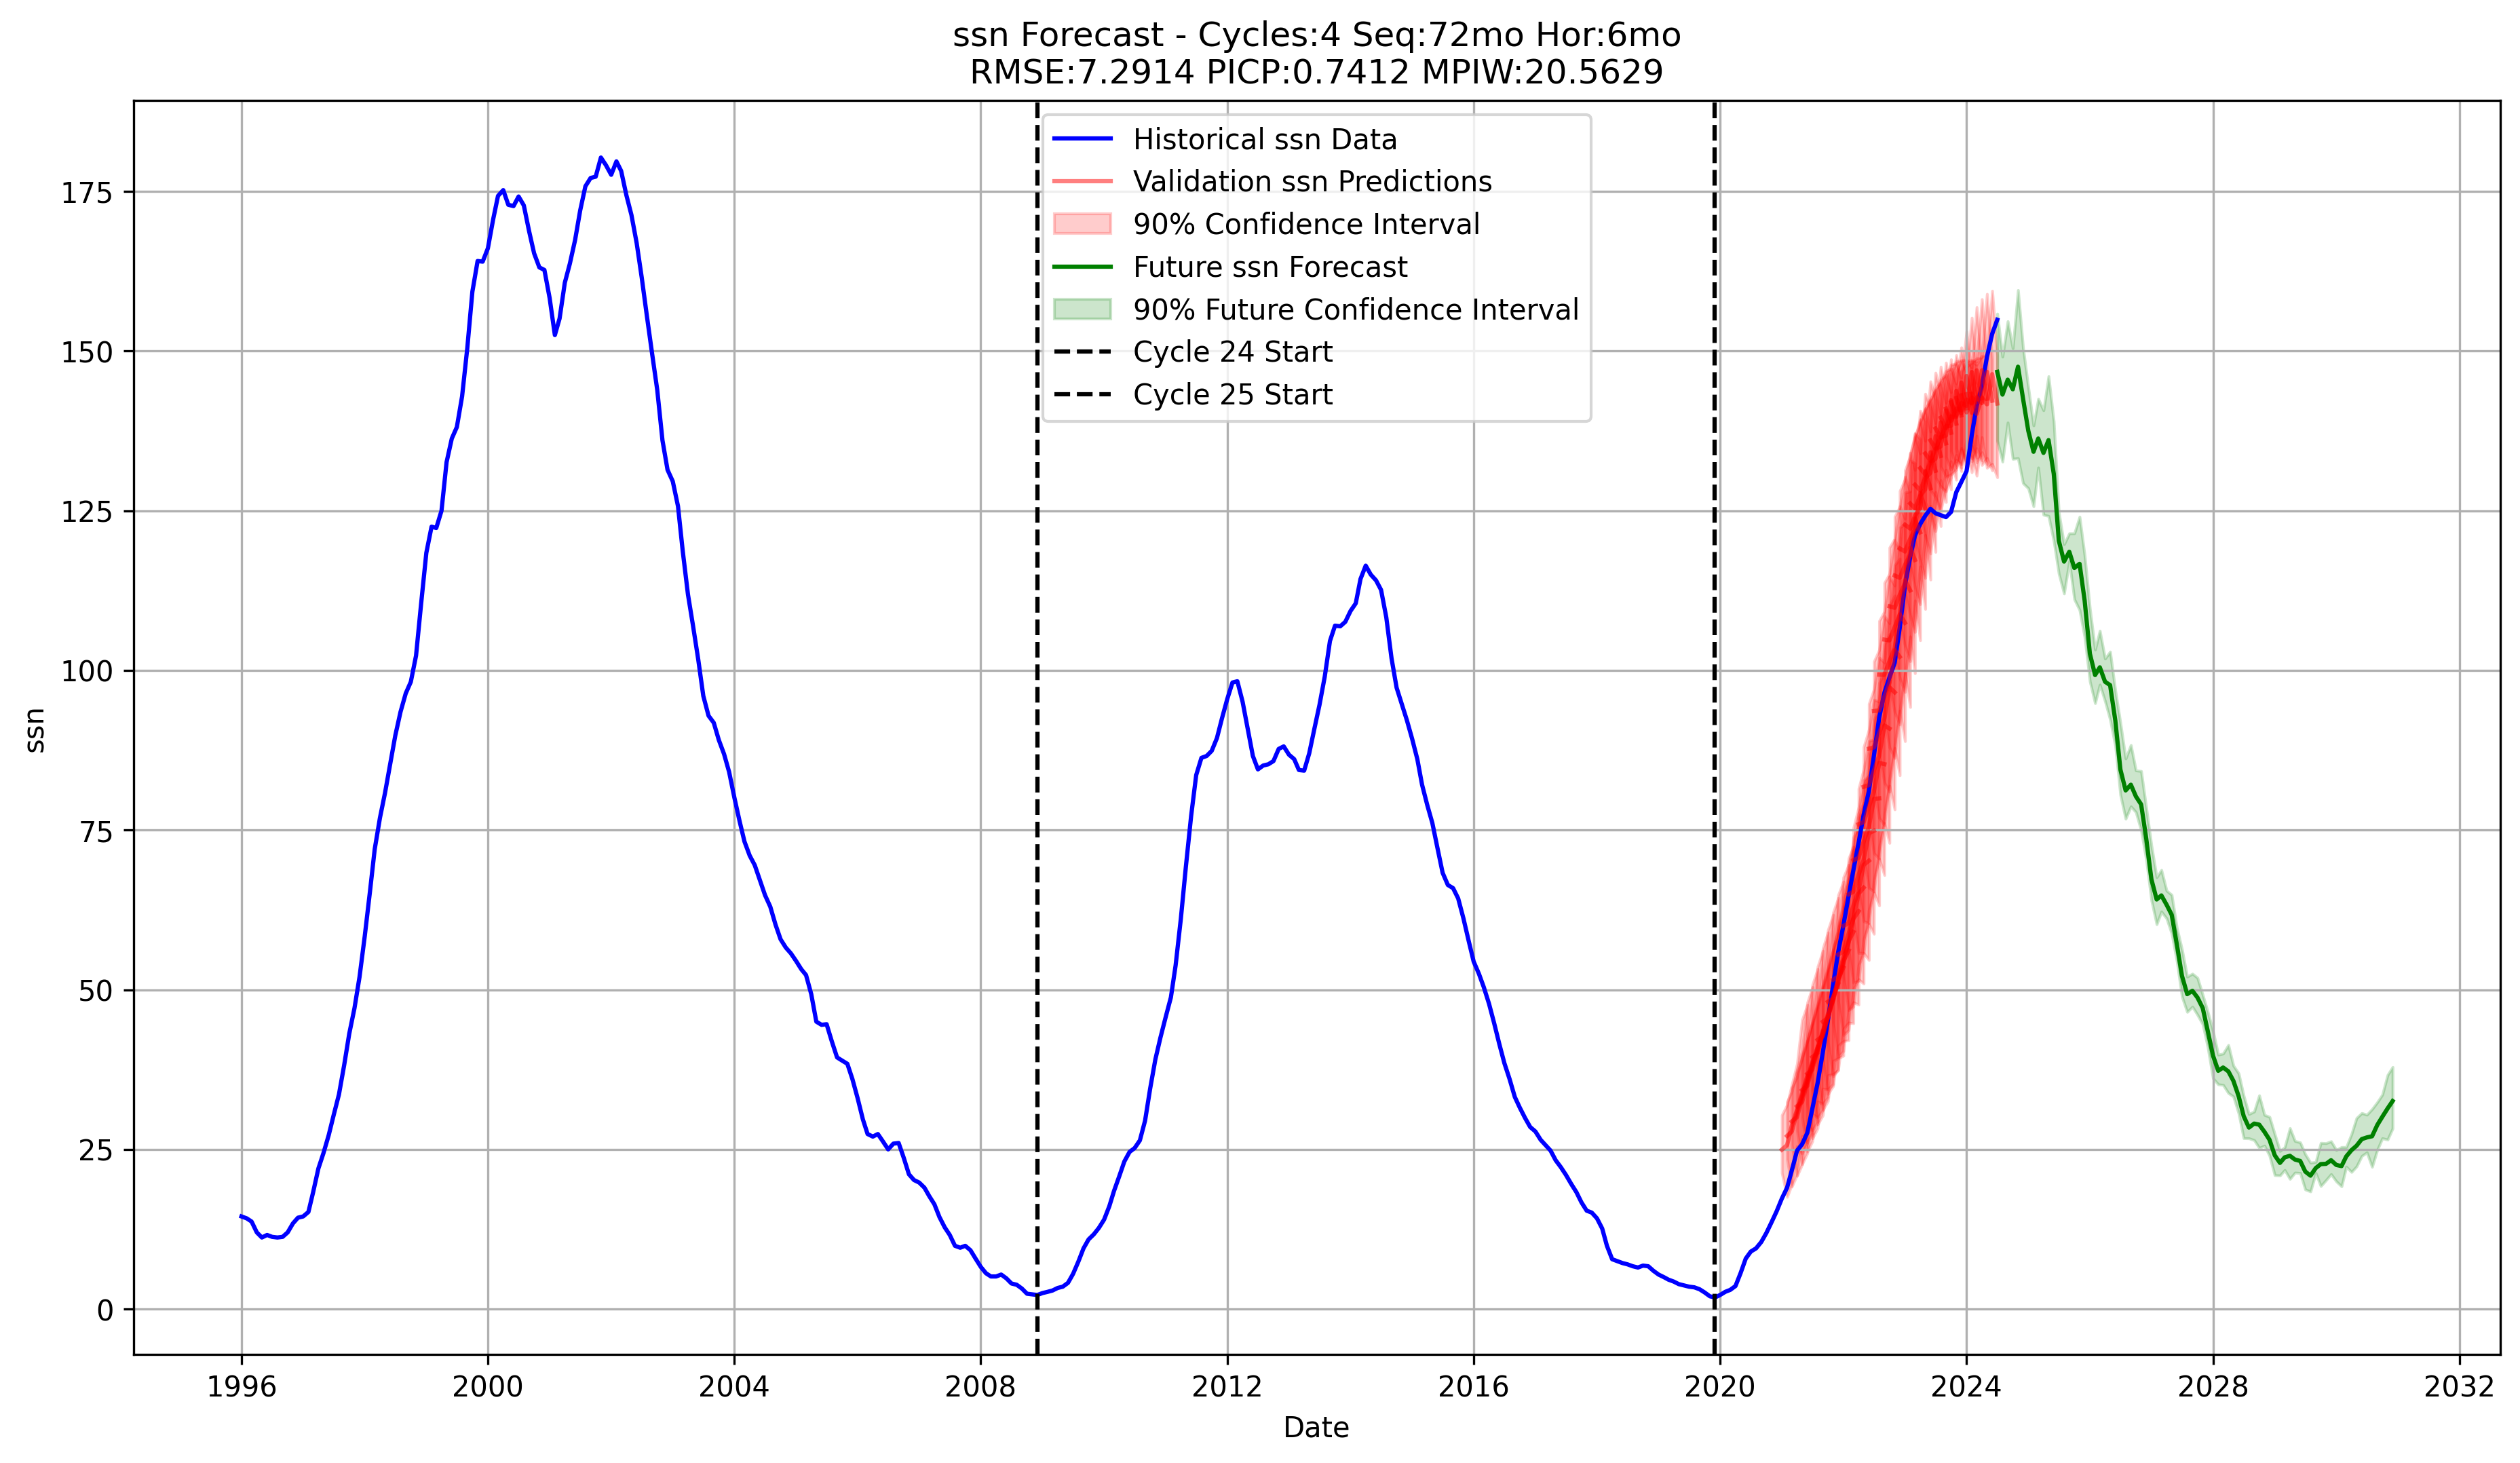 ssn Forecast - Cycles:4 Seq:72mo Hor:6mo
RMSE:7.2914 PICP:0.7412 MPIW:20.5629
Historical ssn Data
Validation ssn Predictions
90% Confidence Interval
Future ssn Forecast
90% Future Confidence Interval
Cycle 24 Start
Cycle 25 Start
175
150
125
100
75
50
25
0
ssn
1996 2000 2004 2008 2012 2016 2020 2024 2028 2032
Date